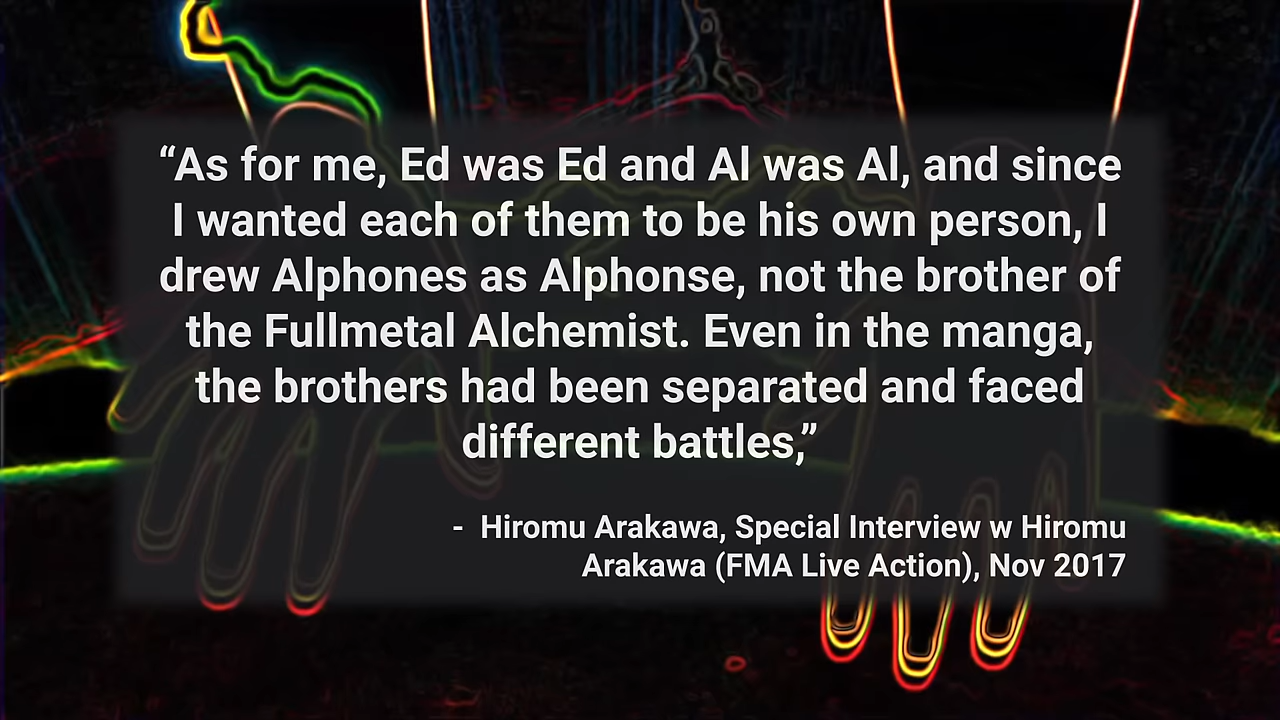 “As for me, Ed was Ed and Al was Al, and since
I wanted each of them to be his own person, I
drew Alphones as Alphonse, not the brother of
the Fullmetal Alchemist. Even in the manga,
the brothers had been separated and faced
different battles,”
- Hiromu Arakawa, Special Interview w Hiromu
Arakawa (FMA Live Action), Nov 2017